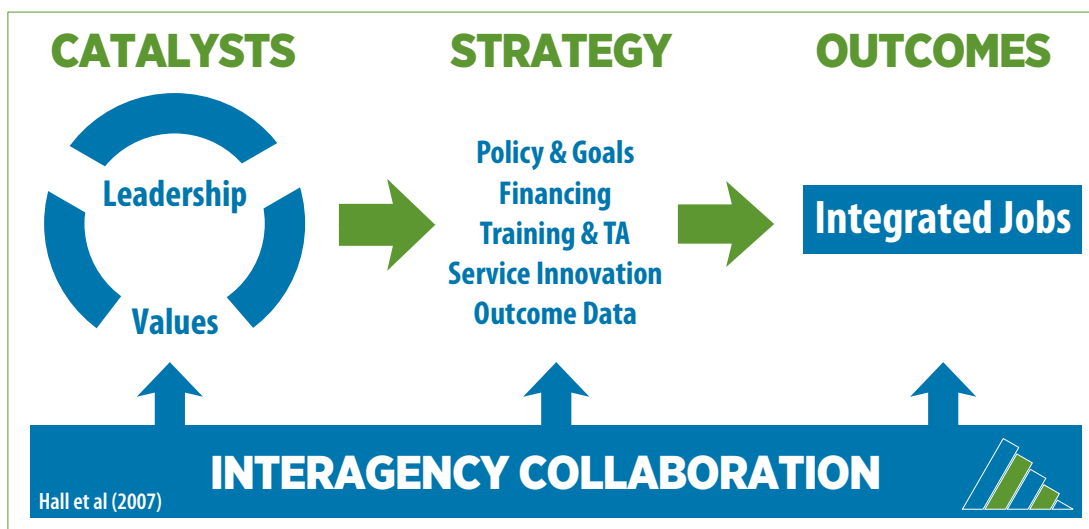 CATALYSTS
STRATEGY
OUTCOMES
Leadership
Values
Policy & Goals
Financing
Training & TA
Service Innovation
Outcome Data
Integrated Jobs
INTERAGENCY COLLABORATION
Hall et al (2007)